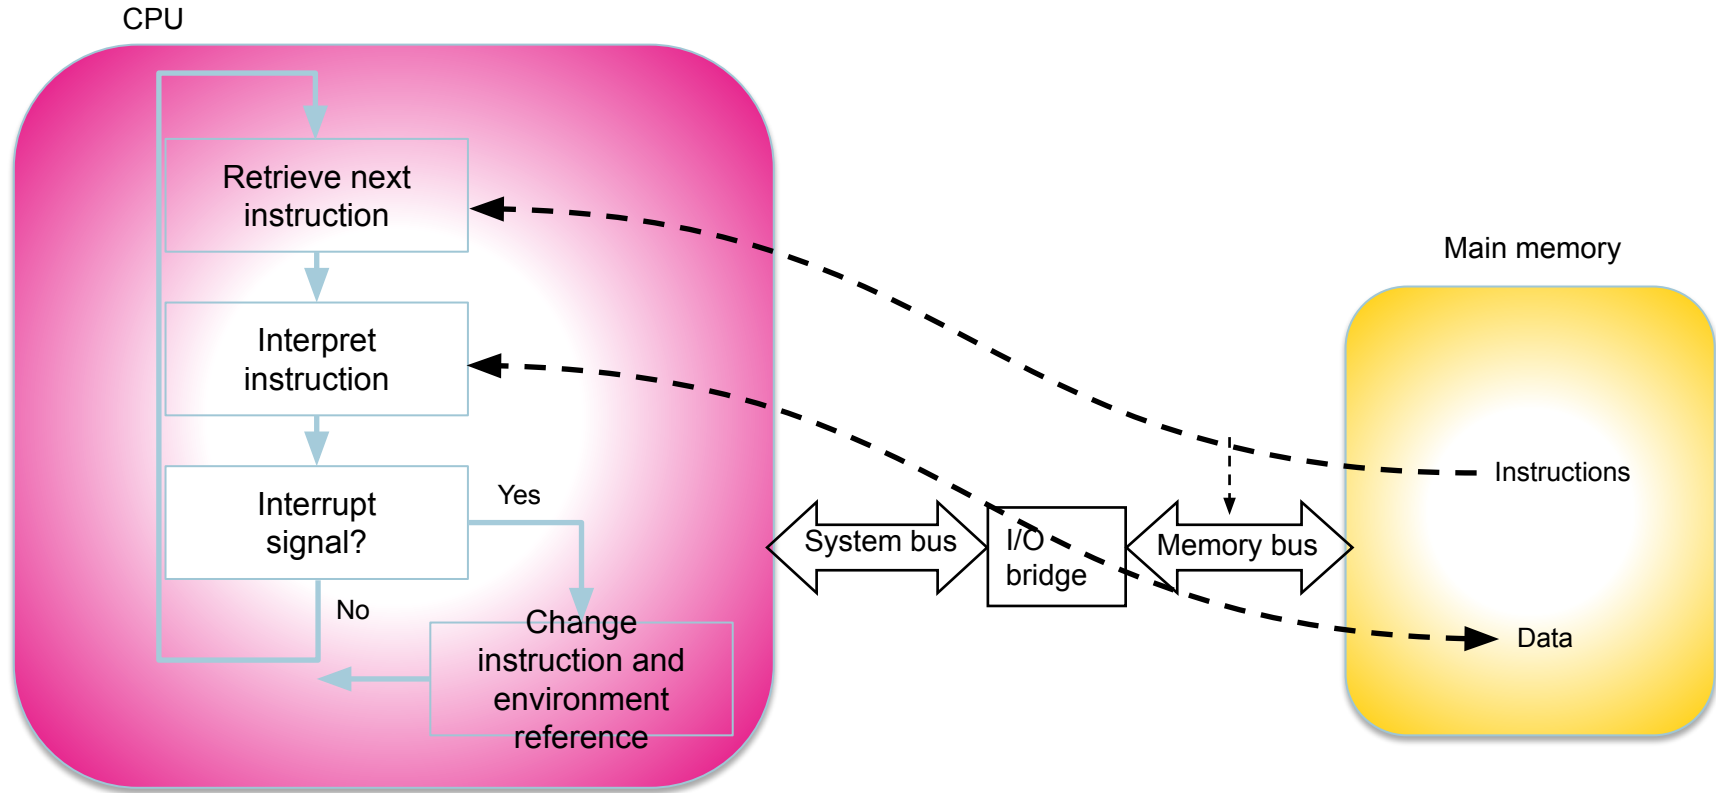 CPU
Retrieve next
instruction
Interpret
instruction
Interrupt
signal?
Yes
No
Change
instruction and
environment
reference
System bus
I/O
bridge
Memory bus
Main memory
Instructions
Data